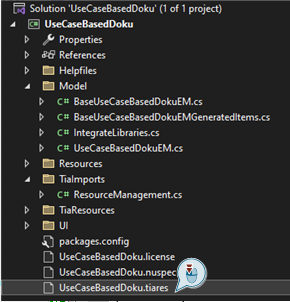 Solution 'UseCaseBasedDoku' (1 of 1 project)
UseCaseBasedDoku
Properties
References
Helpfiles
Model
BaseUseCaseBasedDokuEM.cs
BaseUseCaseBasedDokuEMGeneratedItems.cs
IntegrateLibraries.cs
UseCaseBasedDokuEM.cs
Resources
TiaImports
ResourceManagement.cs
TiaResources
UI
packages.config
UseCaseBasedDoku.license
UseCaseBasedDoku.nuspec
UseCaseBasedDoku.tiares